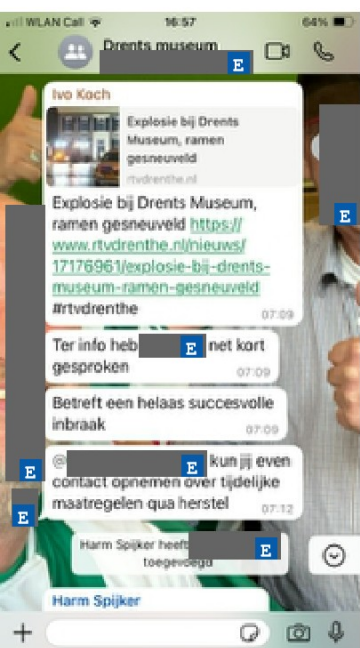 WLAN Call
16:57
64%
Drents museum
E
Ivo Koch
Explosie bij Drents
Museum, ramen
gesneuveld
rtvdrenthe.nl
E
Explosie bij Drents Museum,
ramen gesneuveld https://
www.rtvdrenthe.nl/nieuws/
17176961/explosie-bij-drents-
museum-ramen-gesneuveld
#rtvdrenthe
07:09
Ter info heb E net kort
gesproken
07:09
Betreft een helaas succesvolle
inbraak
07:09
@ E kun jij even
contact opnemen over tijdelijke
maatregelen qua herstel
07:12
E
E
Harm Spijker heeft E
toegevoegd
Harm Spijker